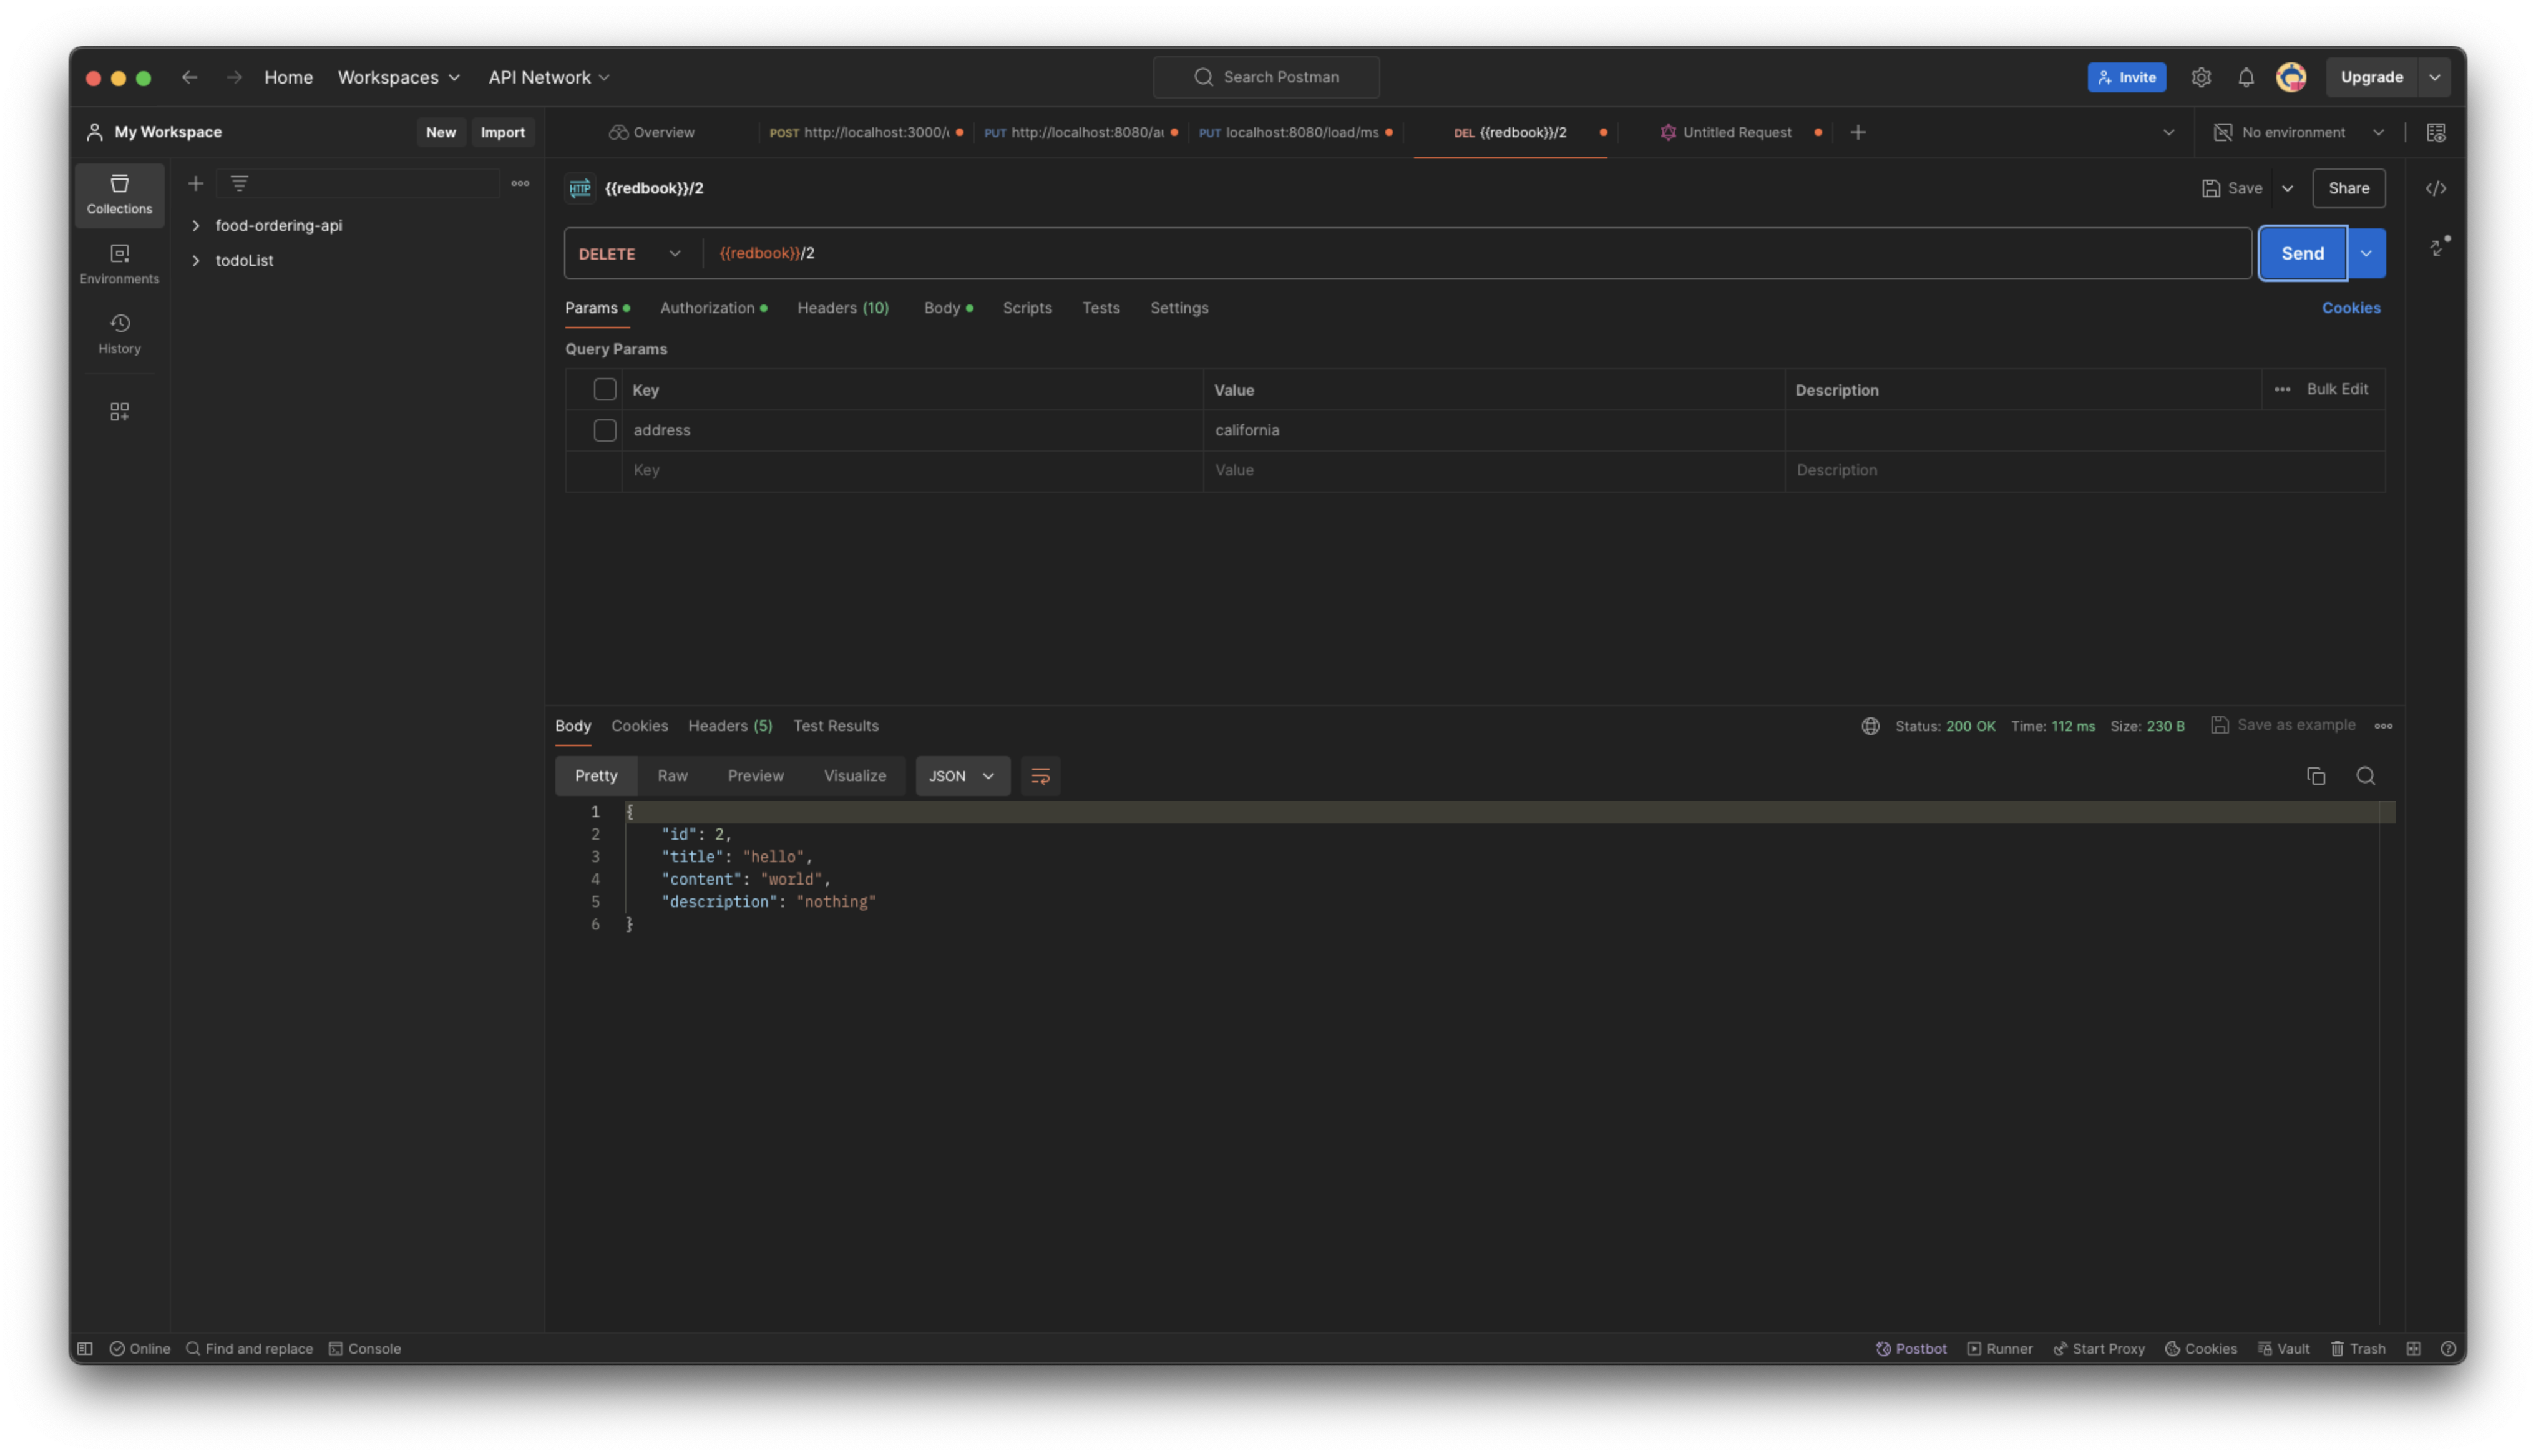 Home Workspaces API Network Search Postman Invite Upgrade
My Workspace New Import Overview POST http://localhost:3000/ PUT http://localhost:8080/au PUT localhost:8080/load/ms DEL {{redbook}}/2 Untitled Request No environment
Collections
Environments
History
food-ordering-api
todoList
HTTP {{redbook}}/2 Save Share
DELETE {{redbook}}/2 Send
Params Authorization Headers (10) Body Scripts Tests Settings Cookies
Query Params
Key Value Description Bulk Edit
address california
Key Value Description
Body Cookies Headers (5) Test Results Status: 200 OK Time: 112 ms Size: 230 B Save as example
Pretty Raw Preview Visualize JSON
1 {
2 "id": 2,
3 "title": "hello",
4 "content": "world",
5 "description": "nothing"
6 }
Online Find and replace Console Postbot Runner Start Proxy Cookies Vault Trash